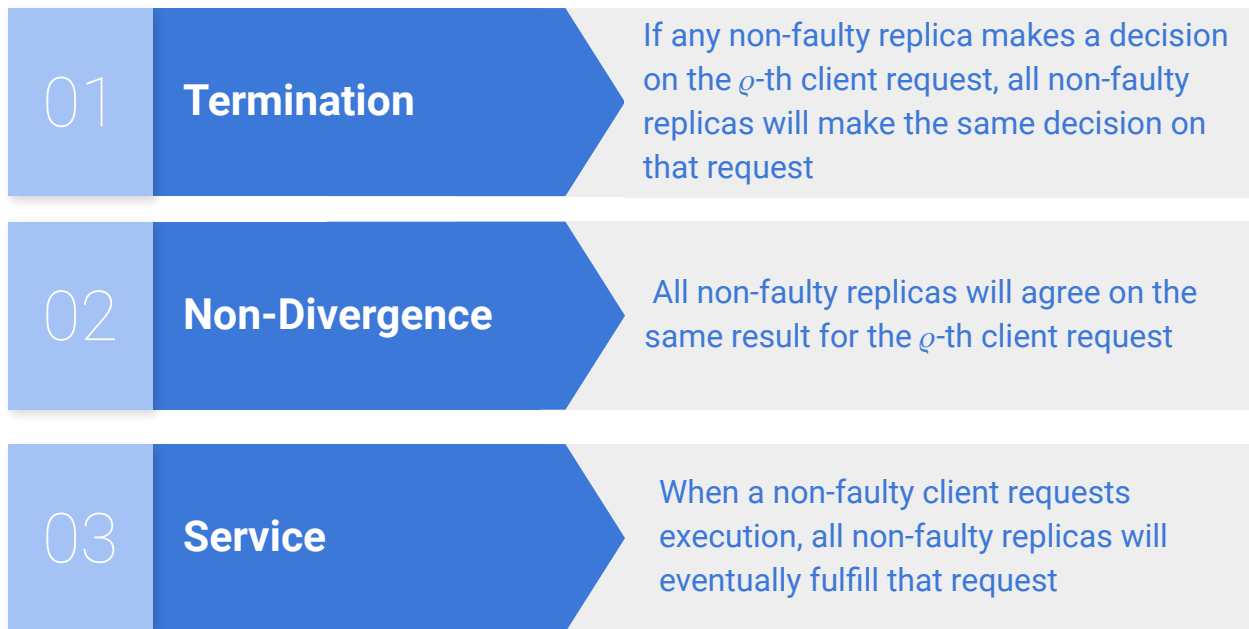 01
Termination
If any non-faulty replica makes a decision
on the ϱ-th client request, all non-faulty
replicas will make the same decision on
that request
02
Non-Divergence
All non-faulty replicas will agree on the
same result for the ϱ-th client request
03
Service
When a non-faulty client requests
execution, all non-faulty replicas will
eventually fulfill that request